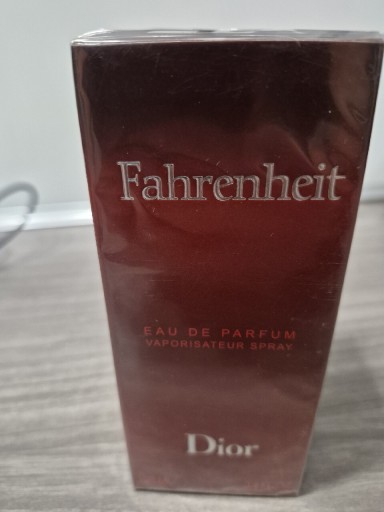 Fahrenheit
EAU DE PARFUM
VAPORISATEUR SPRAY
Dior